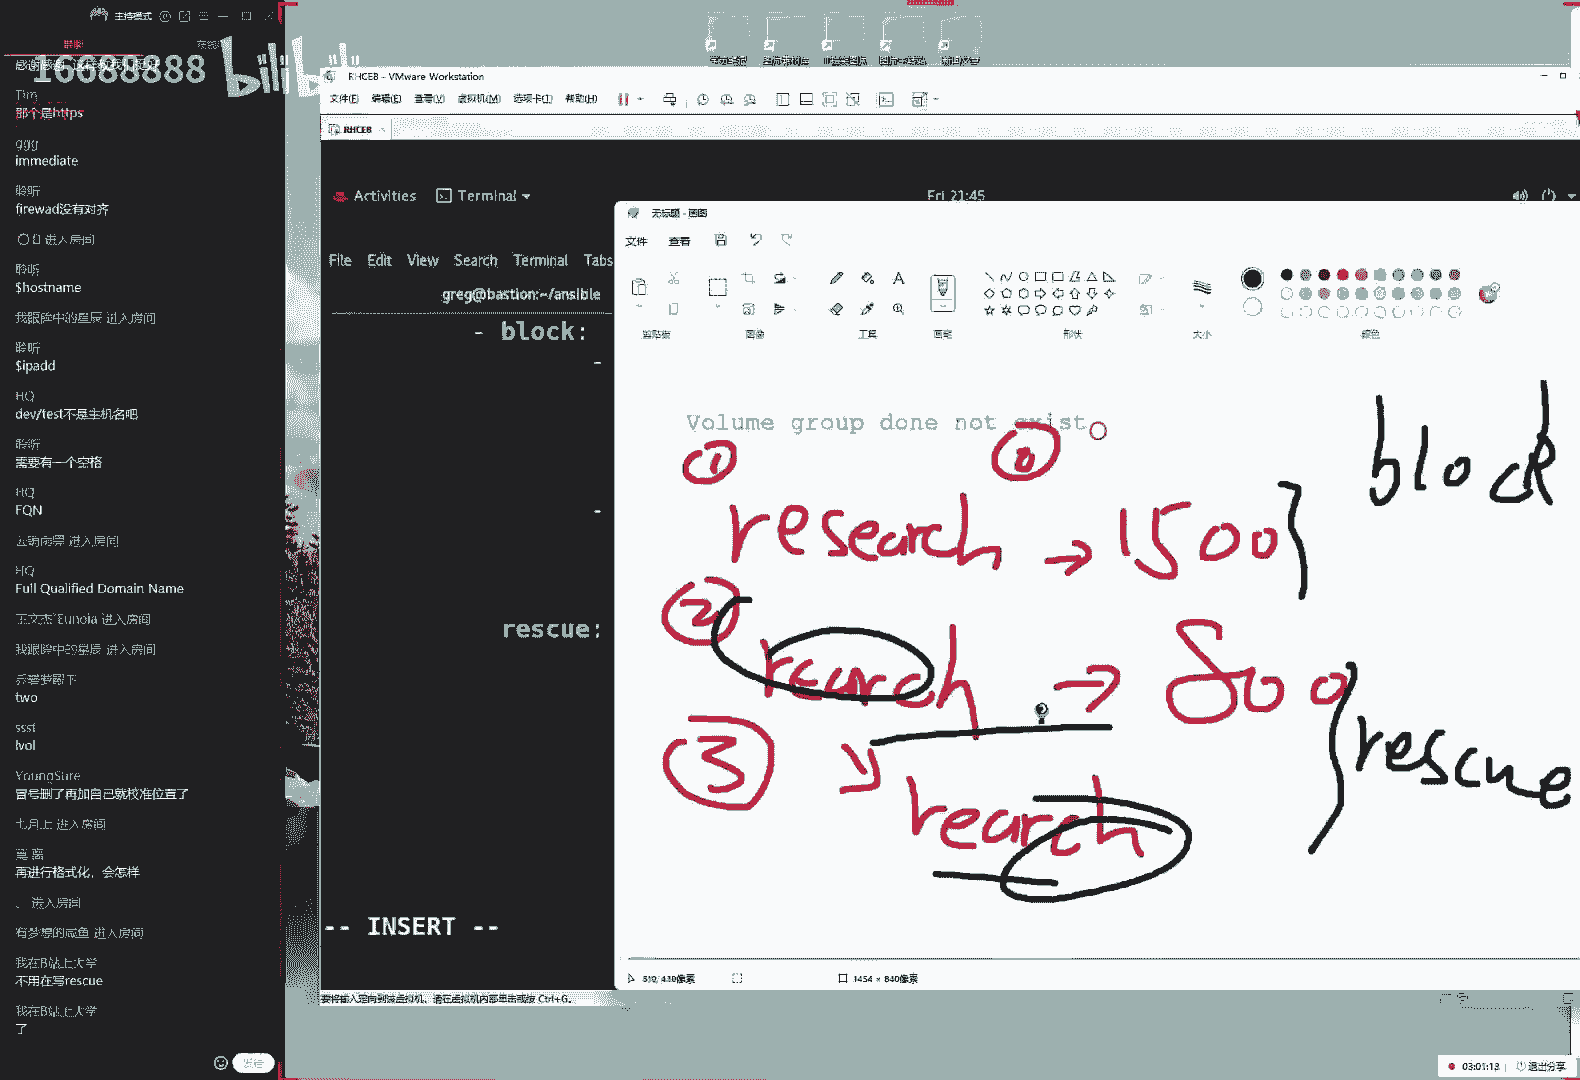 主持模式
16688888 bilibili
Tim
那个是https
ggg
immediate
聆听
firewad没有对齐
进入房间
聆听
$hostname
我眼睛中的星辰 进入房间
聆听
$ipadd
HQ
dev/test不是主机名吧
聆听
需要有一个空格
HQ
FQN
进入房间
HQ
Full Qualified Domain Name
王文杰 Eunoia 进入房间
我眼睛中的星辰 进入房间
two
ssst
lvol
YoungSure
冒号删了再加自己就校准位置了
七月上 进入房间
再进行格式化，会怎样
、 进入房间
有梦想的咸鱼 进入房间
我在B站上大学
不用在写rescue
我在B站上大学
了
发送
RHCE8 - VMware Workstation
文件(F) 编辑(E) 查看(V) 虚拟机(M) 选项卡(T) 帮助(H)
RHCE8
Activities Terminal Fri 21:45
File Edit View Search Terminal Tabs
greg@bastion:~/ansible
- block:
-
-
rescue:
-- INSERT --
要将输入定向到该虚拟机，请在虚拟机内部单击或按 Ctrl+G。
无标题 - 画图
文件 查看
剪贴板 图像 工具 画笔 形状 大小 颜色
Volume group done not exist
block
①
research → 1500
②
rearch → 800
rescue
③
rearch
1454 × 840像素
03:01:13 退出分享